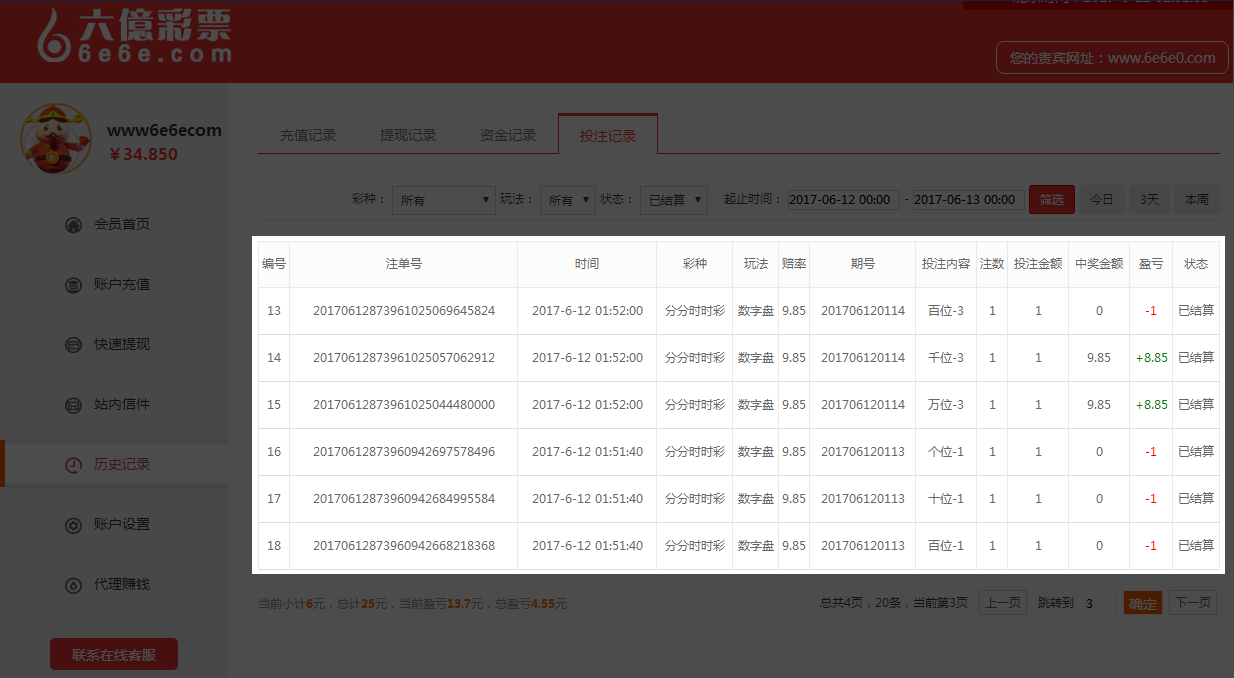 六億彩票
6e6e.com
您的贵宾网址：www.6e6e0.com
www6e6ecom
￥34.850
会员首页
账户充值
快速提现
站内信件
历史记录
账户设置
代理赚钱
联系在线客服
充值记录 提现记录 资金记录 投注记录
彩种： 所有 玩法： 所有 状态： 已结算 起止时间： 2017-06-12 00:00 - 2017-06-13 00:00 筛选 今日 3天 本周
编号 注单号 时间 彩种 玩法 赔率 期号 投注内容 注数 投注金额 中奖金额 盈亏 状态
13 20170612873961025069645824 2017-6-12 01:52:00 分分时时彩 数字盘 9.85 201706120114 百位-3 1 1 0 -1 已结算
14 20170612873961025057062912 2017-6-12 01:52:00 分分时时彩 数字盘 9.85 201706120114 千位-3 1 1 9.85 +8.85 已结算
15 20170612873961025044480000 2017-6-12 01:52:00 分分时时彩 数字盘 9.85 201706120114 万位-3 1 1 9.85 +8.85 已结算
16 20170612873960942697578496 2017-6-12 01:51:40 分分时时彩 数字盘 9.85 201706120113 个位-1 1 1 0 -1 已结算
17 20170612873960942684995584 2017-6-12 01:51:40 分分时时彩 数字盘 9.85 201706120113 十位-1 1 1 0 -1 已结算
18 20170612873960942668218368 2017-6-12 01:51:40 分分时时彩 数字盘 9.85 201706120113 百位-1 1 1 0 -1 已结算
当前小计6元，总计25元，当前盈亏13.7元，总盈亏4.55元
总共4页，20条，当前第3页 上一页 跳转到 3 确定 下一页